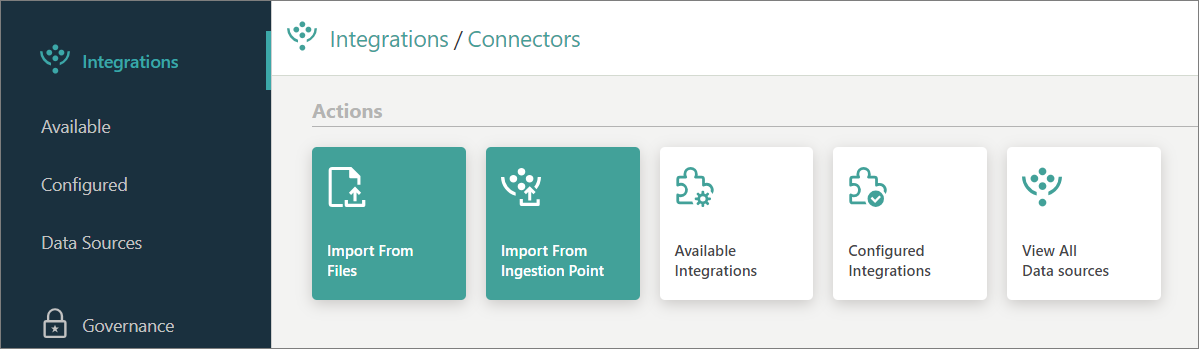 Integrations
Available
Configured
Data Sources
Governance
Integrations / Connectors
Actions
Import From
Files
Import From
Ingestion Point
Available
Integrations
Configured
Integrations
View All
Data sources